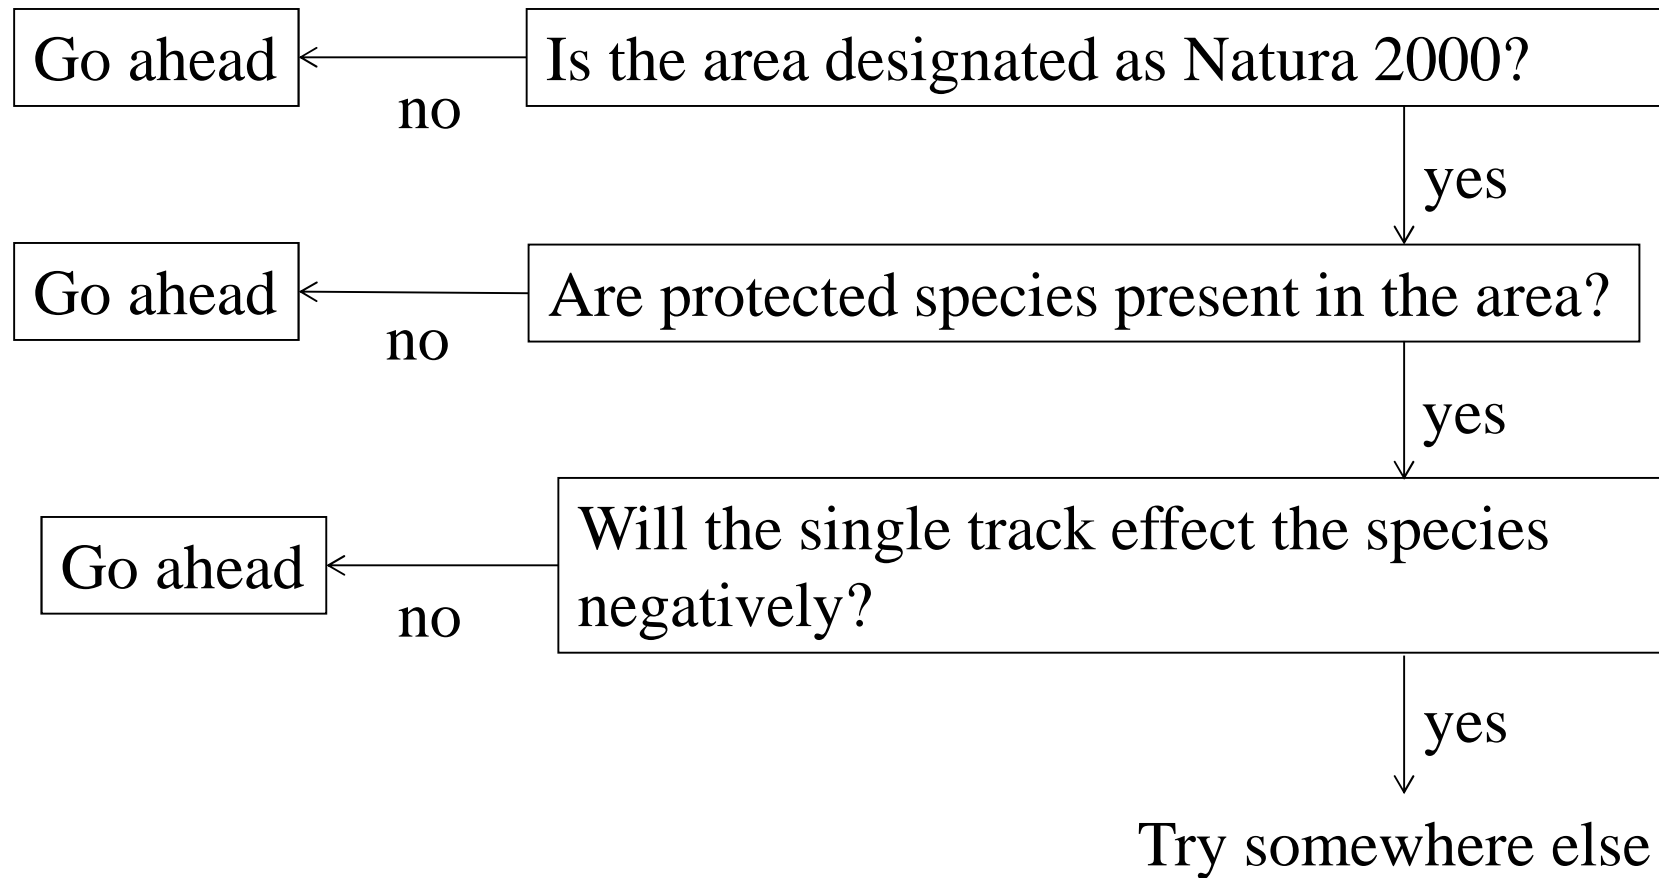 Go ahead
Is the area designated as Natura 2000?
no
yes
Go ahead
Are protected species present in the area?
no
yes
Will the single track effect the species
negatively?
Go ahead
no
yes
Try somewhere else